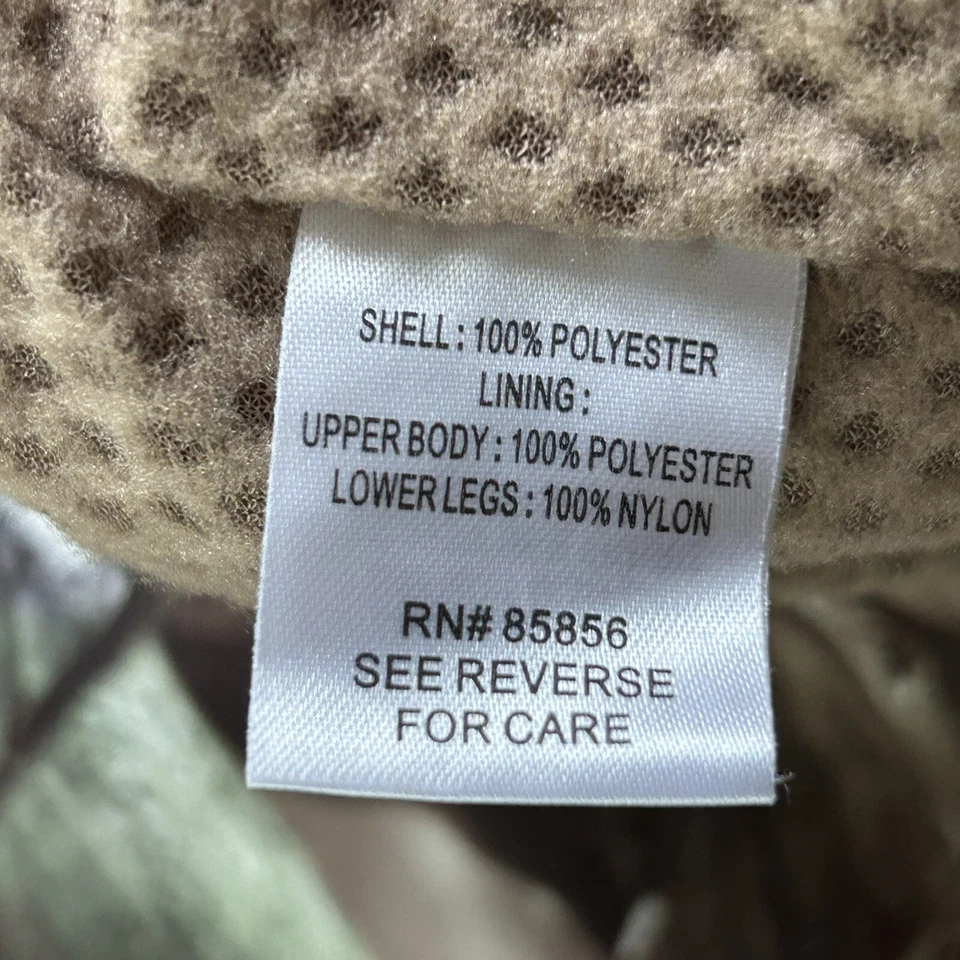 SHELL : 100% POLYESTER
LINING :
UPPER BODY : 100% POLYESTER
LOWER LEGS : 100% NYLON
RN# 85856
SEE REVERSE
FOR CARE